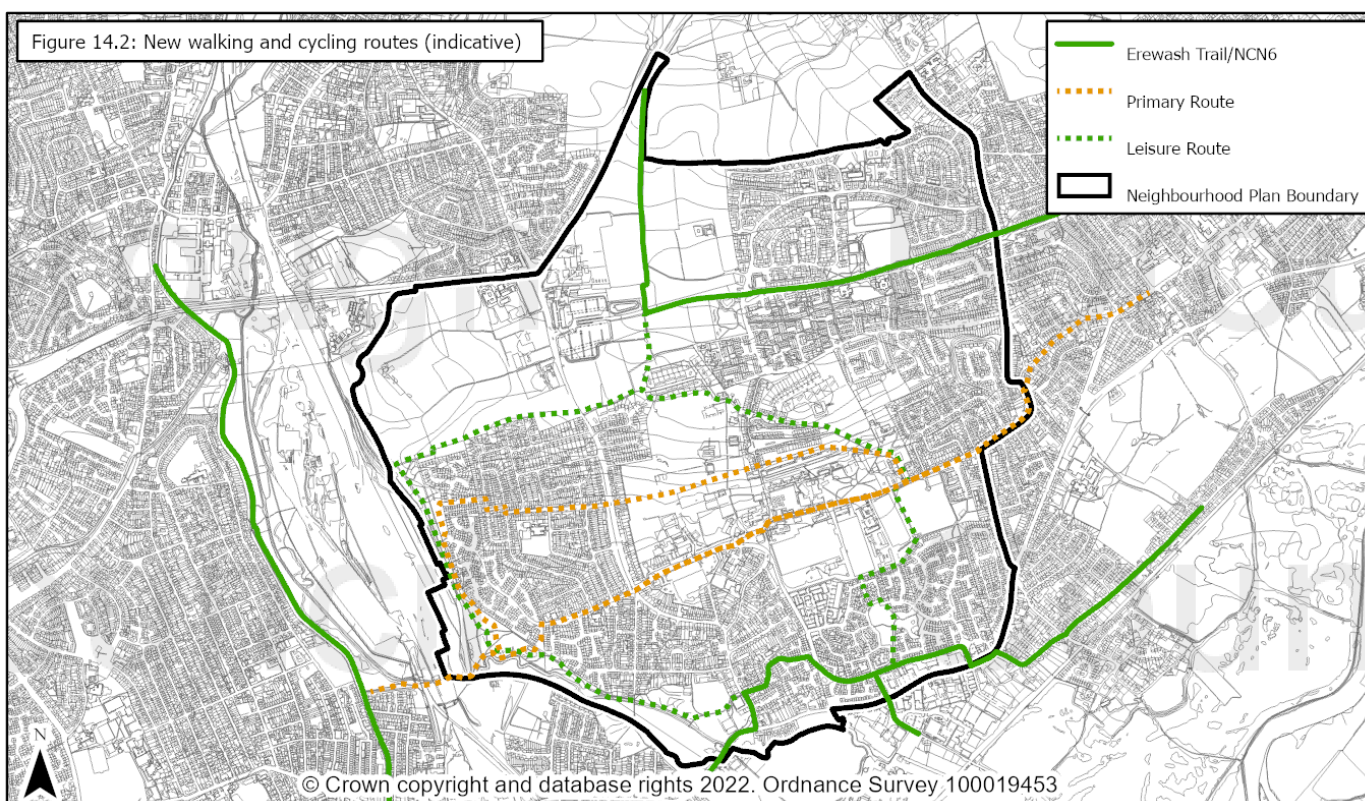 Figure 14.2: New walking and cycling routes (indicative)
Erewash Trail/NCN6
Primary Route
Leisure Route
Neighbourhood Plan Boundary
N
© Crown copyright and database rights 2022. Ordnance Survey 100019453